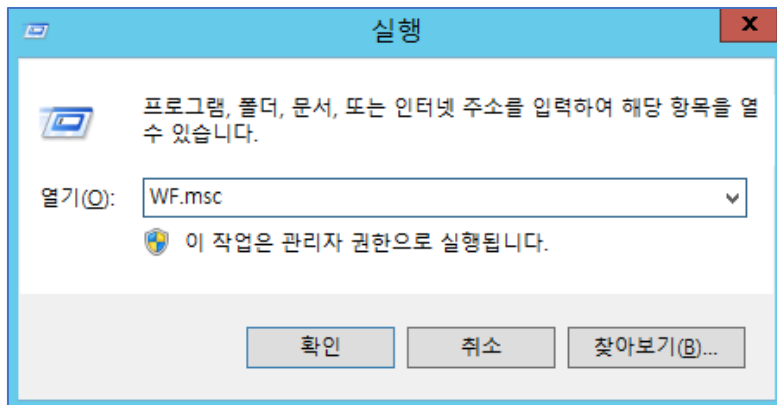 실행
프로그램, 폴더, 문서, 또는 인터넷 주소를 입력하여 해당 항목을 열
수 있습니다.
열기(O): WF.msc
이 작업은 관리자 권한으로 실행됩니다.
확인 취소 찾아보기(B)...